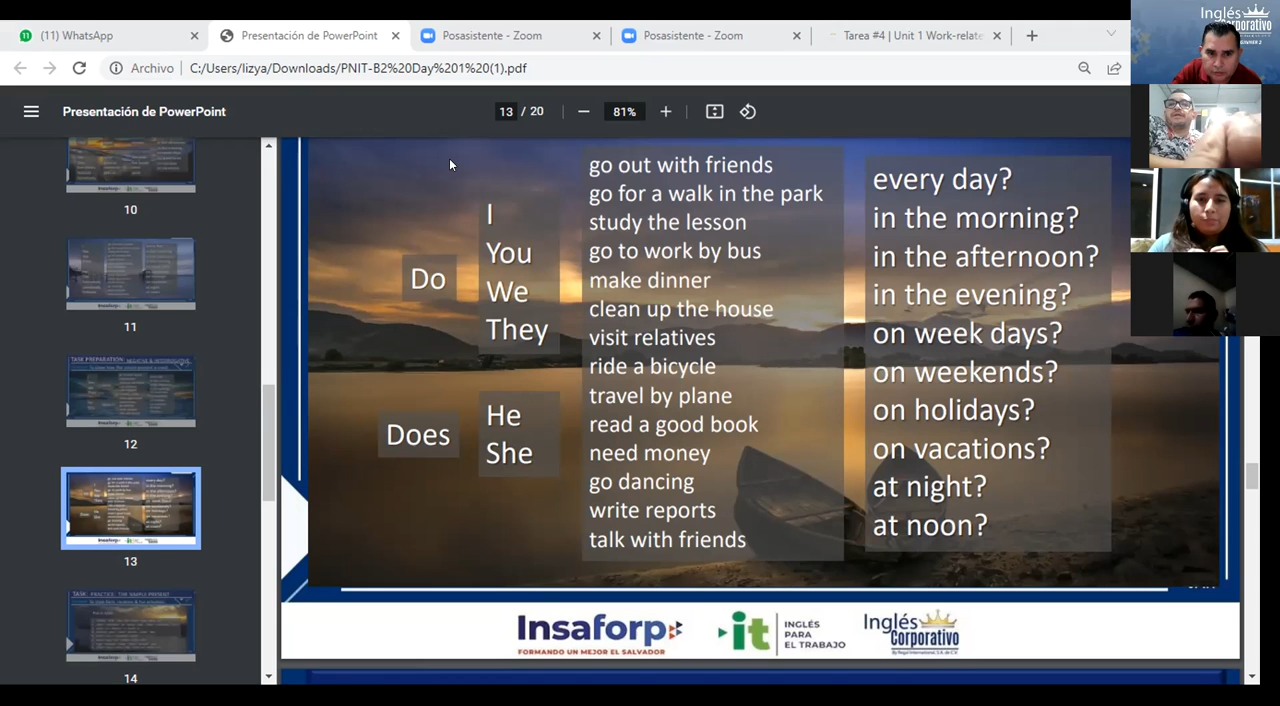 (11) WhatsApp
Presentación de PowerPoint
Posasistente - Zoom
Posasistente - Zoom
Tarea #4 | Unit 1 Work-relate
Archivo
C:/Users/lizya/Downloads/PNIT-B2%20Day%201%20(1).pdf
Presentación de PowerPoint
13 / 20
81%
Inglés
Corporativo
10
11
12
13
14
Do
I
You
We
They
Does
He
She
go out with friends
go for a walk in the park
study the lesson
go to work by bus
make dinner
clean up the house
visit relatives
ride a bicycle
travel by plane
read a good book
need money
go dancing
write reports
talk with friends
every day?
in the morning?
in the afternoon?
in the evening?
on week days?
on weekends?
on holidays?
on vacations?
at night?
at noon?
Insaforp
FORMANDO UN MEJOR EL SALVADOR
it
INGLÉS
PARA
EL TRABAJO
Inglés
Corporativo